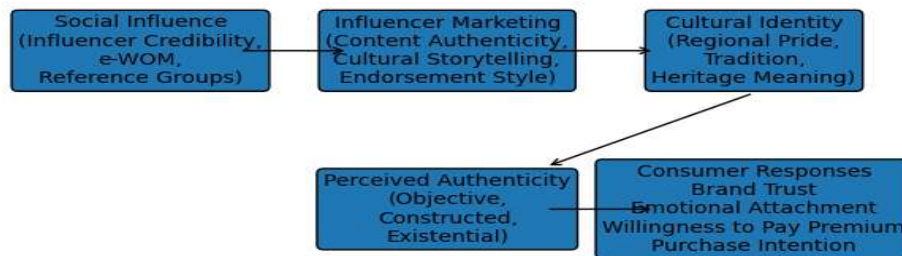 Social Influence
(Influencer Credibility,
e-WOM,
Reference Groups)
Influencer Marketing
(Content Authenticity,
Cultural Storytelling,
Endorsement Style)
Cultural Identity
(Regional Pride,
Tradition,
Heritage Meaning)
Perceived Authenticity
(Objective,
Constructed,
Existential)
Consumer Responses
Brand Trust
Emotional Attachment
Willingness to Pay Premium
Purchase Intention